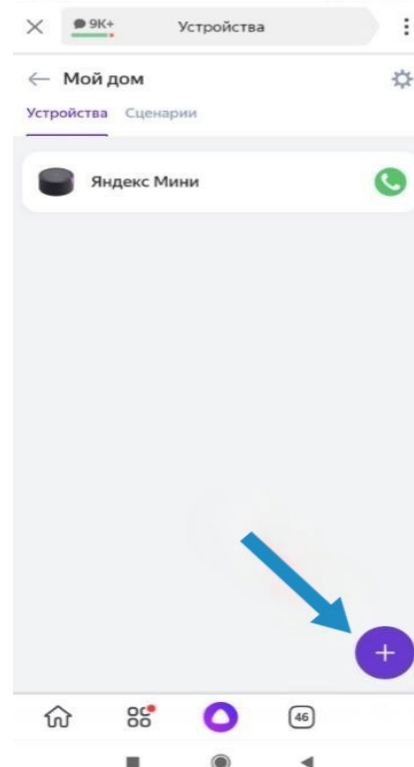 9K+ Устройства
Мой дом
Устройства Сценарии
Яндекс Мини
46